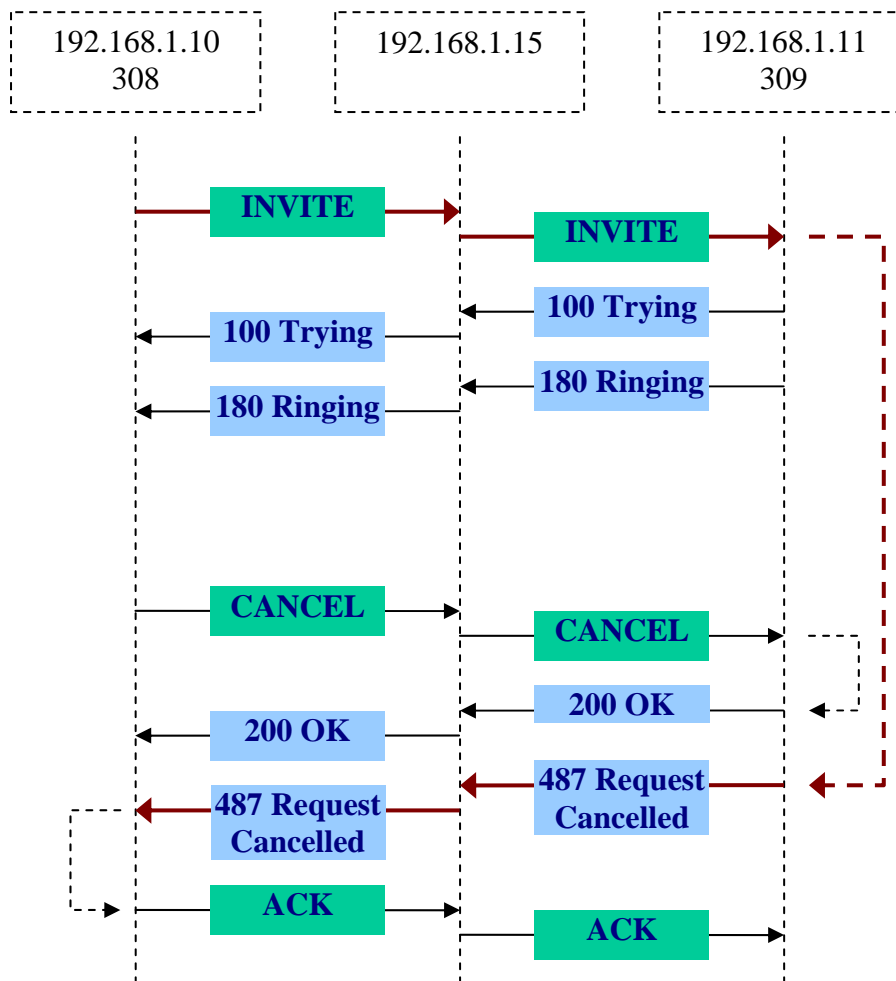 192.168.1.10
308
192.168.1.15
192.168.1.11
309
INVITE
INVITE
100 Trying
100 Trying
180 Ringing
180 Ringing
CANCEL
CANCEL
200 OK
200 OK
487 Request
Cancelled
487 Request
Cancelled
ACK
ACK